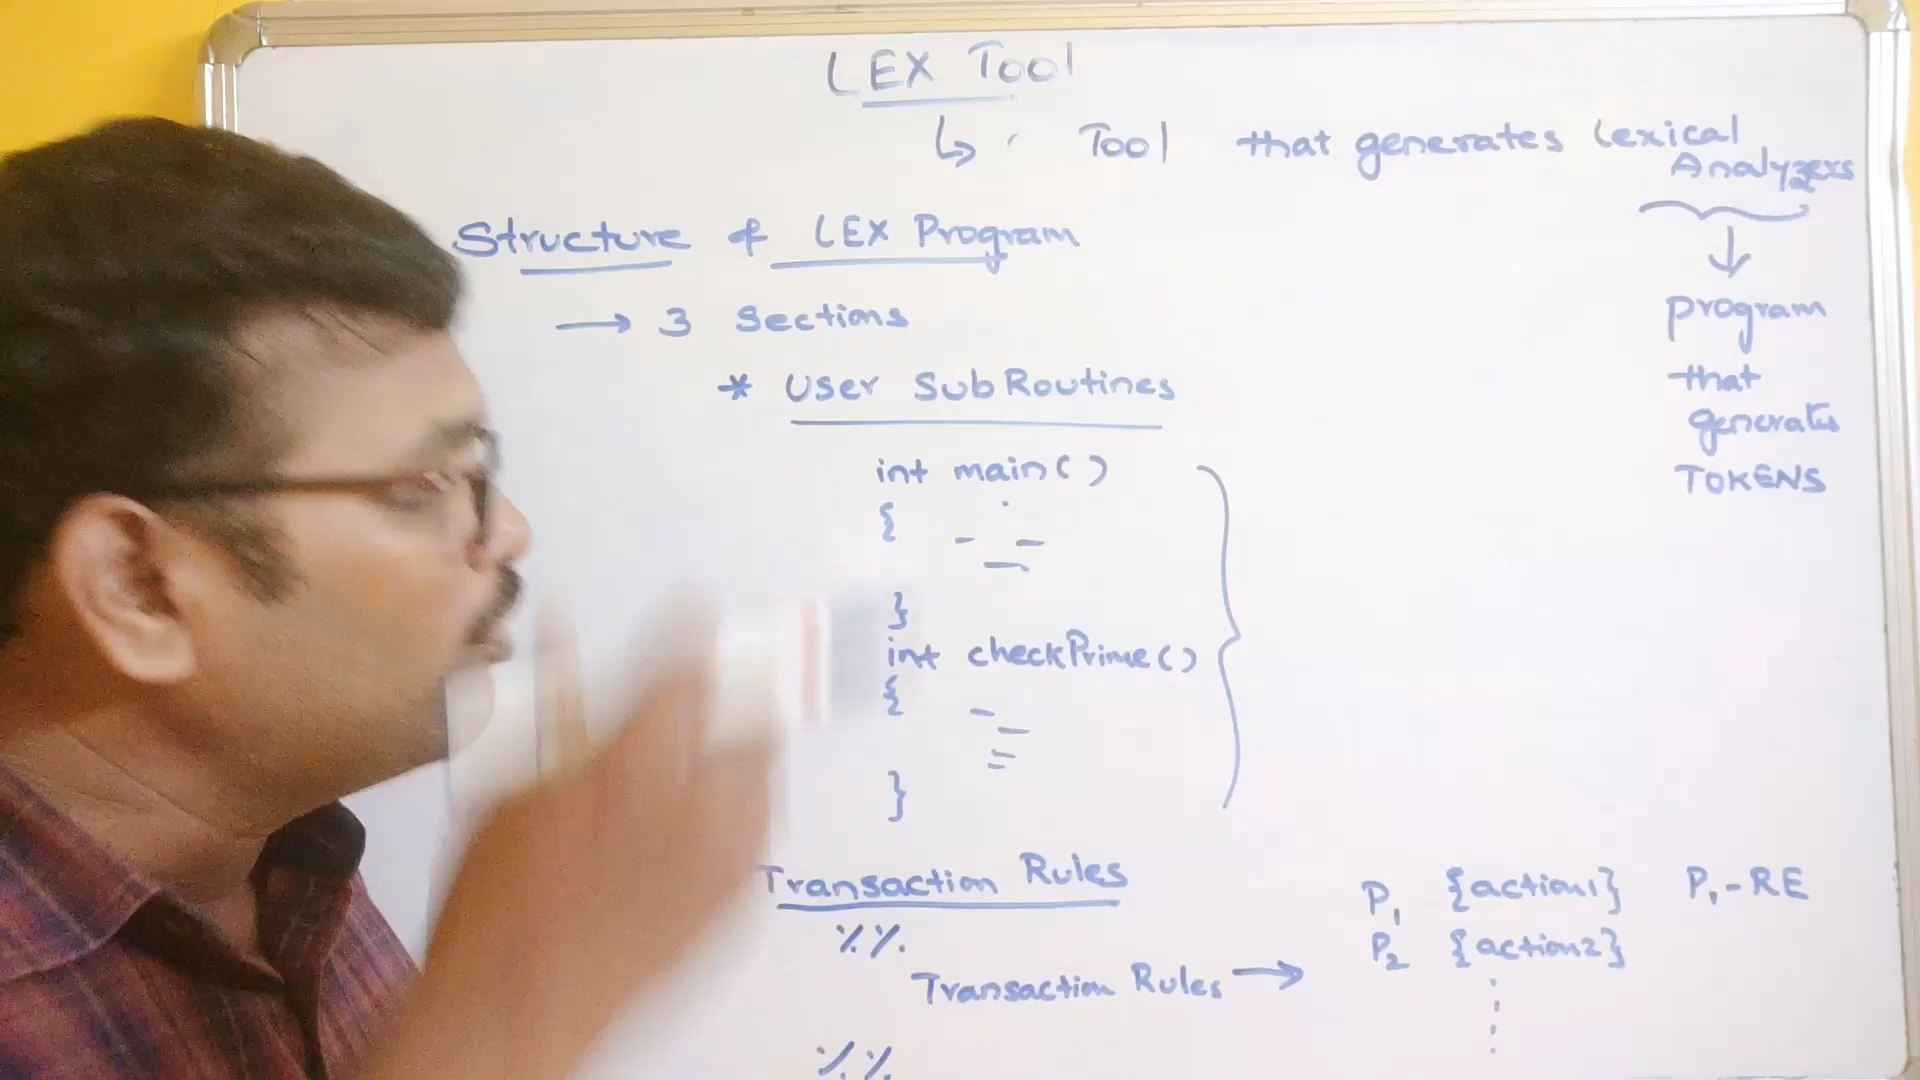 LEX Tool
↳ Tool that generates Lexical
Analyzers
Structure of LEX Program
→ 3 Sections
* User SubRoutines
int main()
{
}
int checkPrime()
{
}
↓
program
that
generates
TOKENS
Transaction Rules
%%
Transaction Rules →
P1 {action1} P1-RE
P2 {action2}
%%